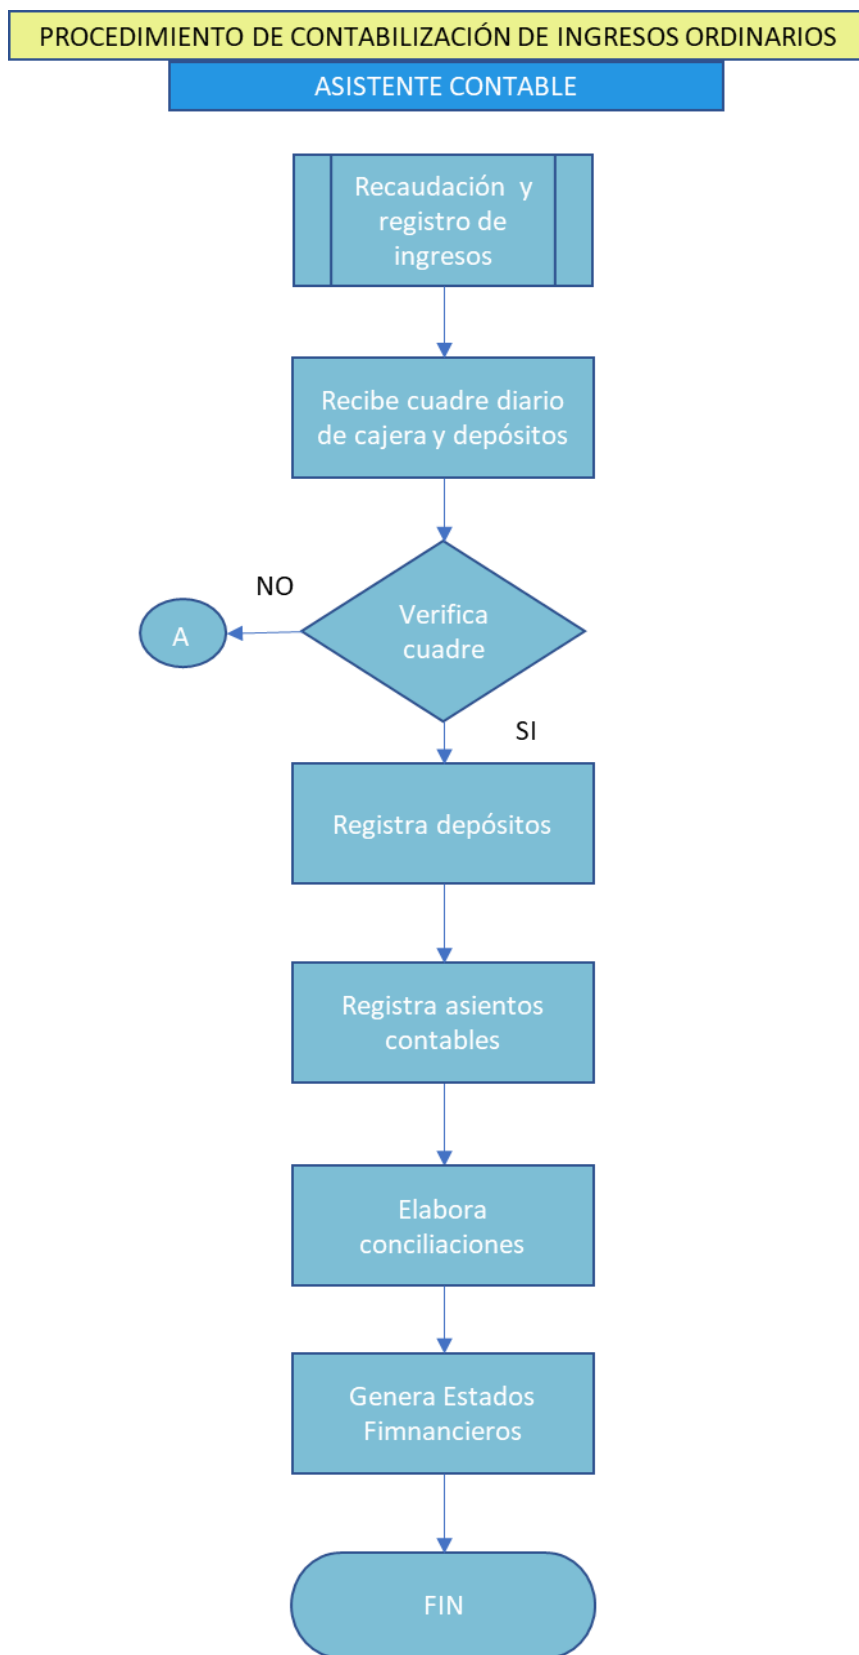 PROCEDIMIENTO DE CONTABILIZACIÓN DE INGRESOS ORDINARIOS
ASISTENTE CONTABLE
Recaudación y
registro de
ingresos
Recibe cuadre diario
de cajera y depósitos
NO
Verifica
cuadre
A
SI
Registra depósitos
Registra asientos
contables
Elabora
conciliaciones
Genera Estados
Fimnancieros
FIN